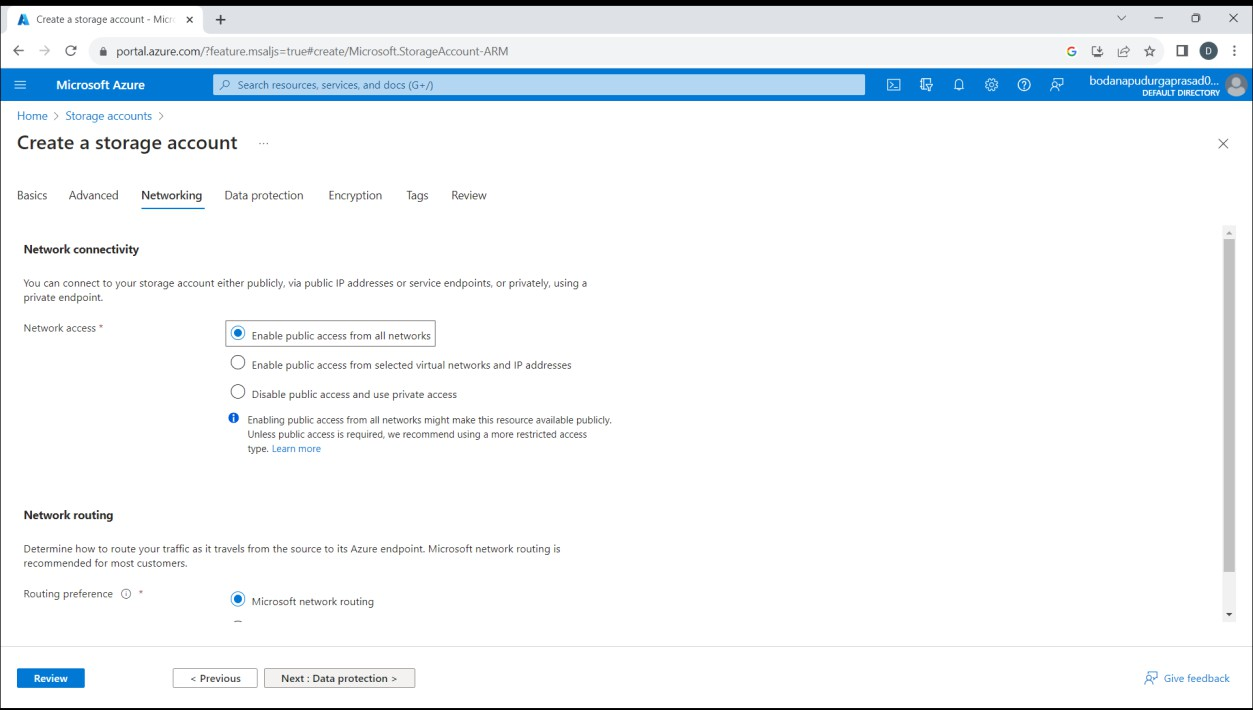 Create a storage account - Micr
portal.azure.com/?feature.msaljs=true#create/Microsoft.StorageAccount-ARM
G
D
Microsoft Azure
Search resources, services, and docs (G+/)
bodanapudurgaprasad0...
DEFAULT DIRECTORY
Home > Storage accounts >
Create a storage account ...
Basics Advanced Networking Data protection Encryption Tags Review
Network connectivity
You can connect to your storage account either publicly, via public IP addresses or service endpoints, or privately, using a
private endpoint.
Network access *
Enable public access from all networks
Enable public access from selected virtual networks and IP addresses
Disable public access and use private access
Enabling public access from all networks might make this resource available publicly.
Unless public access is required, we recommend using a more restricted access
type. Learn more
Network routing
Determine how to route your traffic as it travels from the source to its Azure endpoint. Microsoft network routing is
recommended for most customers.
Routing preference *
Microsoft network routing
Review
< Previous
Next : Data protection >
Give feedback